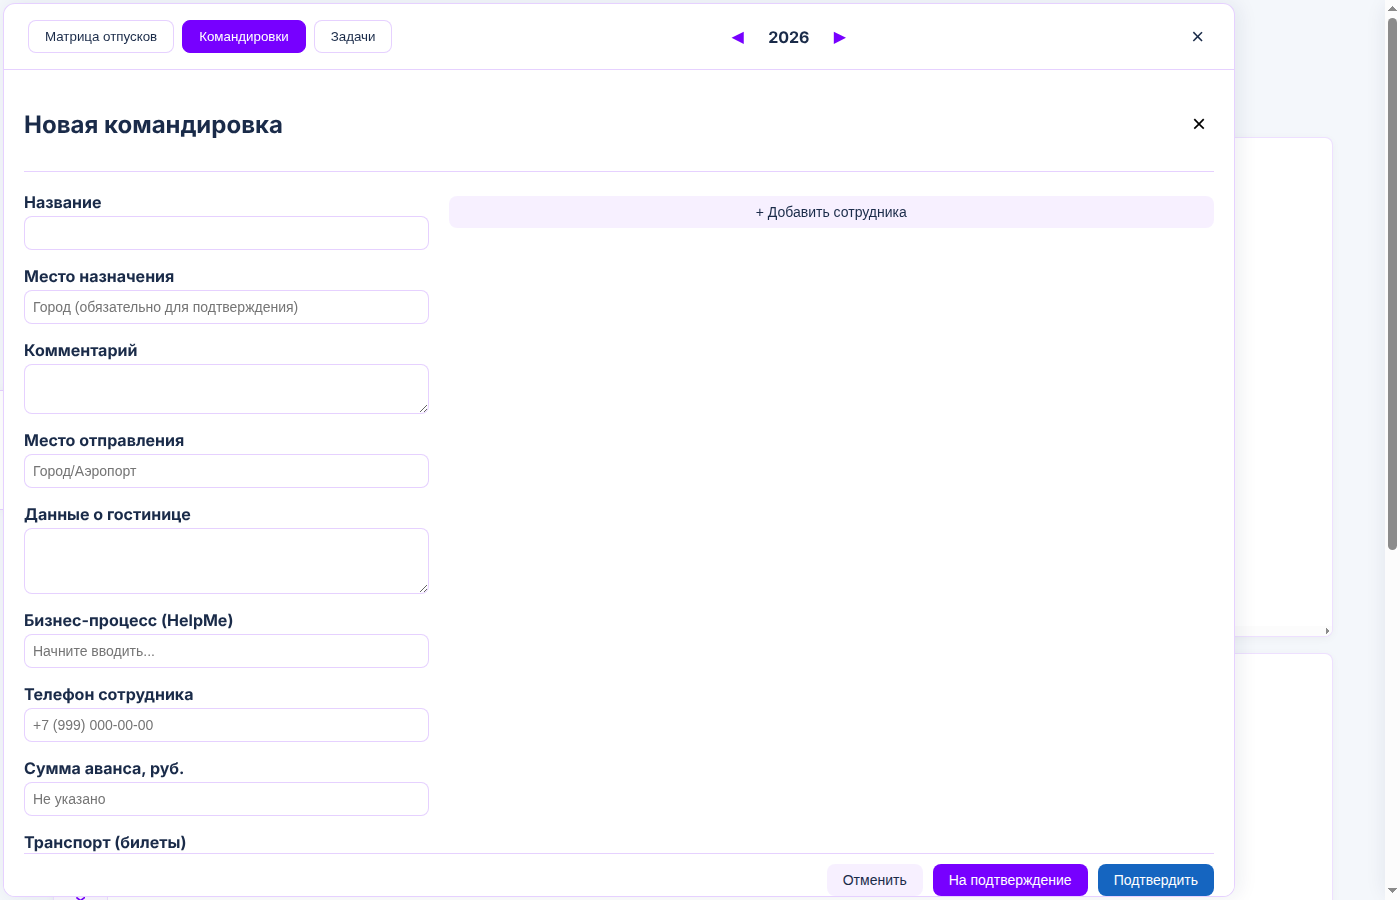 Матрица отпусков
Командировки
Задачи
◀ 2026 ▶
×
Новая командировка
×
Название
+ Добавить сотрудника
Место назначения
Город (обязательно для подтверждения)
Комментарий
Место отправления
Город/Аэропорт
Данные о гостинице
Бизнес-процесс (HelpMe)
Начните вводить...
Телефон сотрудника
+7 (999) 000-00-00
Сумма аванса, руб.
Не указано
Транспорт (билеты)
Отменить
На подтверждение
Подтвердить